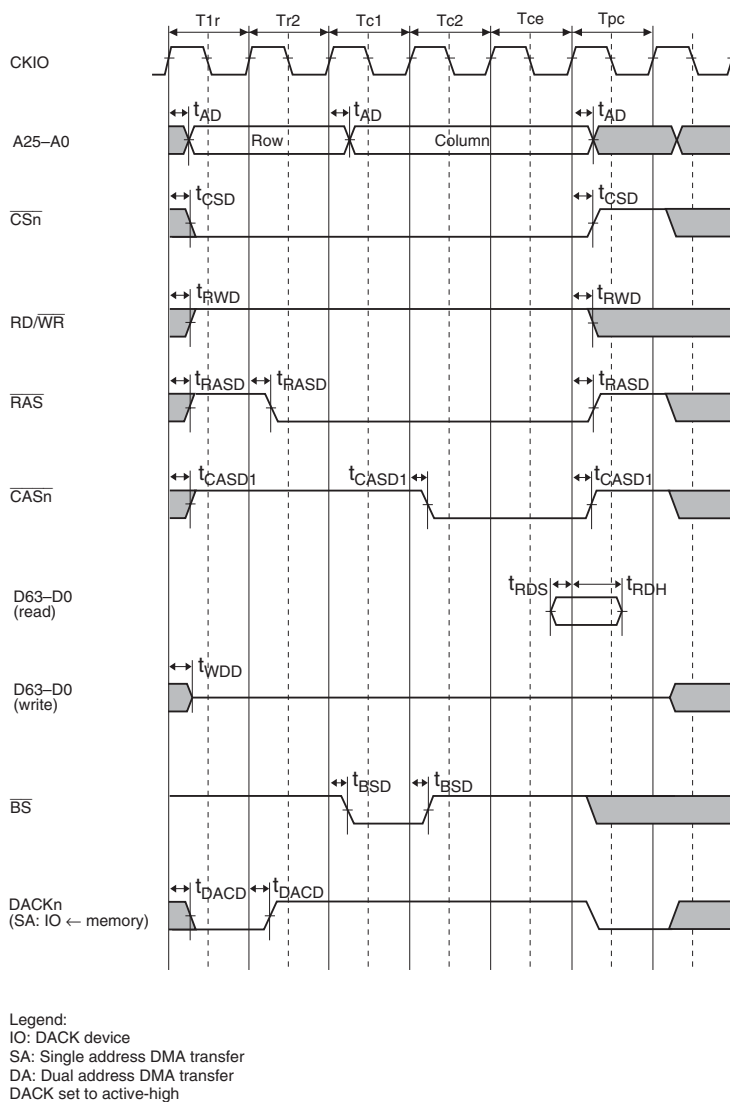 T1r Tr2 Tc1 Tc2 Tce Tpc
CKIO
tAD tAD tAD
A25–A0 Row Column
tCSD tCSD
CSn
tRWD tRWD
RD/WR
tRASD tRASD tRASD
RAS
tCASD1 tCASD1 tCASD1
CASn
D63–D0
(read)
tRDS tRDH
tWDD
D63–D0
(write)
tBSD tBSD
BS
tDACD tDACD
DACKn
(SA: IO ← memory)
Legend:
IO: DACK device
SA: Single address DMA transfer
DA: Dual address DMA transfer
DACK set to active-high